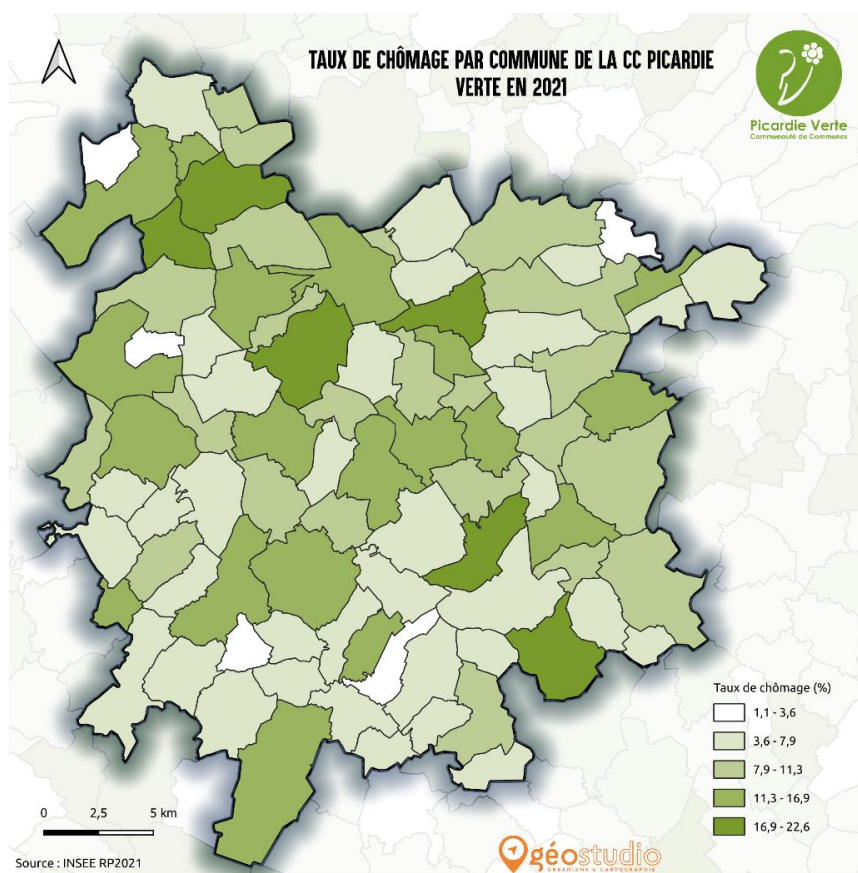 TAUX DE CHÔMAGE PAR COMMUNE DE LA CC PICARDIE
VERTE EN 2021
Picardie Verte
Communauté de Communes
Taux de chômage (%)
1,1 - 3,6
3,6 - 7,9
7,9 - 11,3
11,3 - 16,9
16,9 - 22,6
0 2,5 5 km
Source : INSEE RP2021
géostudio
URBANISME & CARTOGRAPHIE